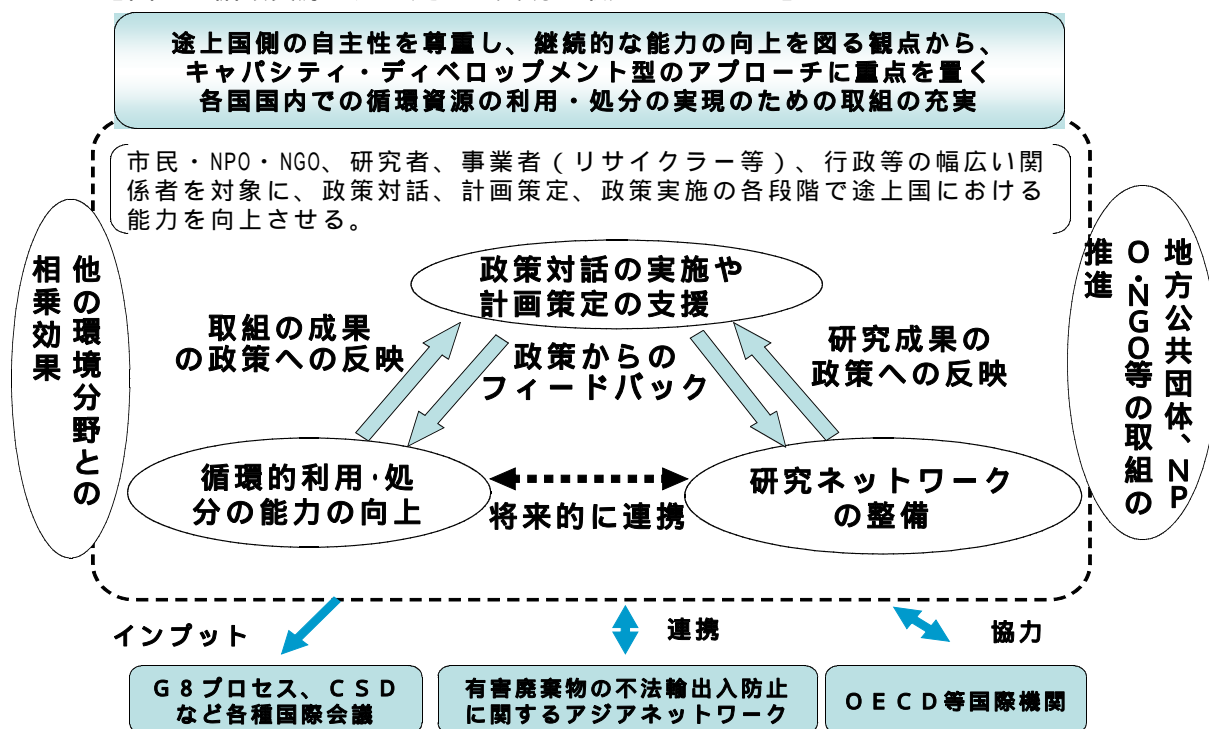 途上国側の自主性を尊重し、継続的な能力の向上を図る観点から、
キャパシティ・ディベロップメント型のアプローチに重点を置く
各国国内での循環資源の利用・処分の実現のための取組の充実
市民・NPO・NGO、研究者、事業者（リサイクラー等）、行政等の幅広い関
係者を対象に、政策対話、計画策定、政策実施の各段階で途上国における
能力を向上させる。
他の環境分野との
相乗効果
地方公共団体、NP
O・NGO等の取組の
推進
政策対話の実施や
計画策定の支援
取組の成果
の政策への反映
政策からの
フィードバック
研究成果の
政策への反映
循環的利用・処
分の能力の向上
将来的に連携
研究ネットワーク
の整備
インプット
連携
協力
G8プロセス、CSD
など各種国際会議
有害廃棄物の不法輸出入防止
に関するアジアネットワーク
OECD等国際機関